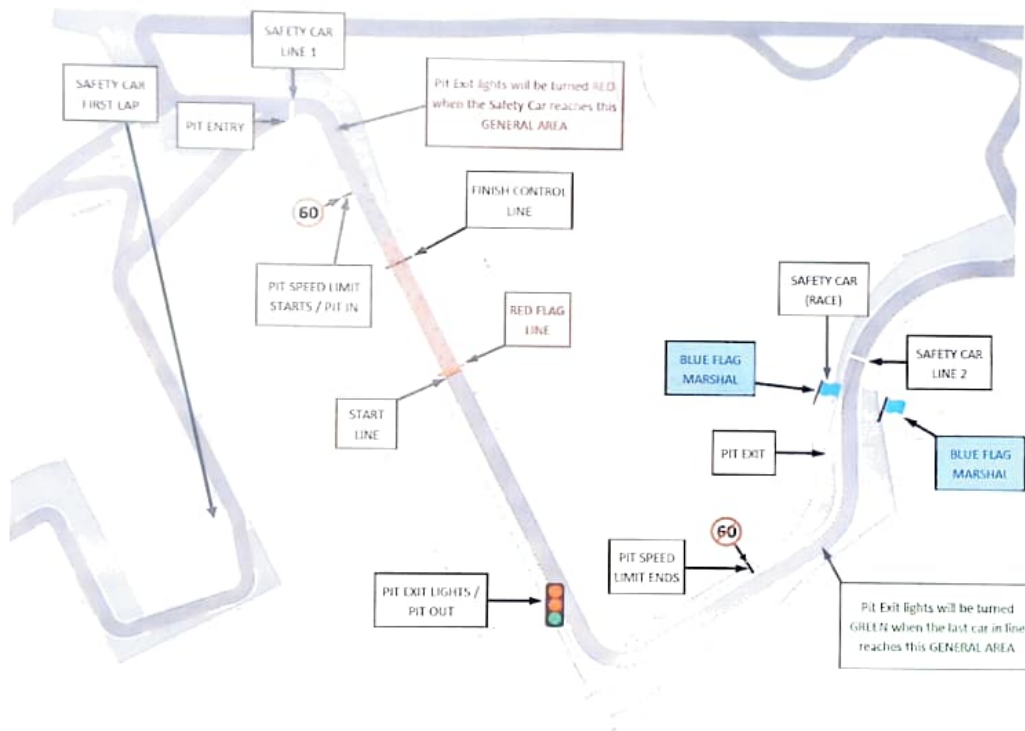 SAFETY CAR
LINE 1
SAFETY CAR
FIRST LAP
Pit Exit lights will be turned RED
when the Safety Car reaches this
GENERAL AREA
PIT ENTRY
FINISH CONTROL
LINE
60
PIT SPEED LIMIT
STARTS / PIT IN
SAFETY CAR
(RACE)
RED FLAG
LINE
BLUE FLAG
MARSHAL
SAFETY CAR
LINE 2
START
LINE
PIT EXIT
BLUE FLAG
MARSHAL
60
PIT SPEED
LIMIT ENDS
PIT EXIT LIGHTS /
PIT OUT
Pit Exit lights will be turned
GREEN when the last car in line
reaches this GENERAL AREA